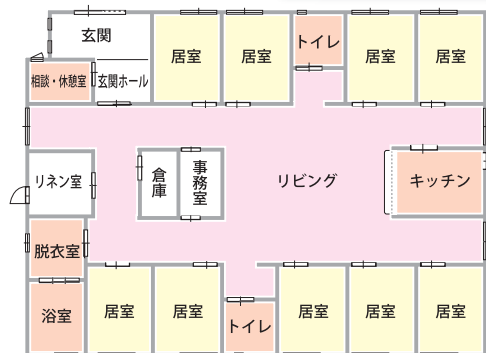 玄関
居室
居室
トイレ
居室
居室
相談・休憩室
玄関ホール
リネン室
倉庫
事務室
リビング
キッチン
脱衣室
浴室
居室
居室
トイレ
居室
居室
居室